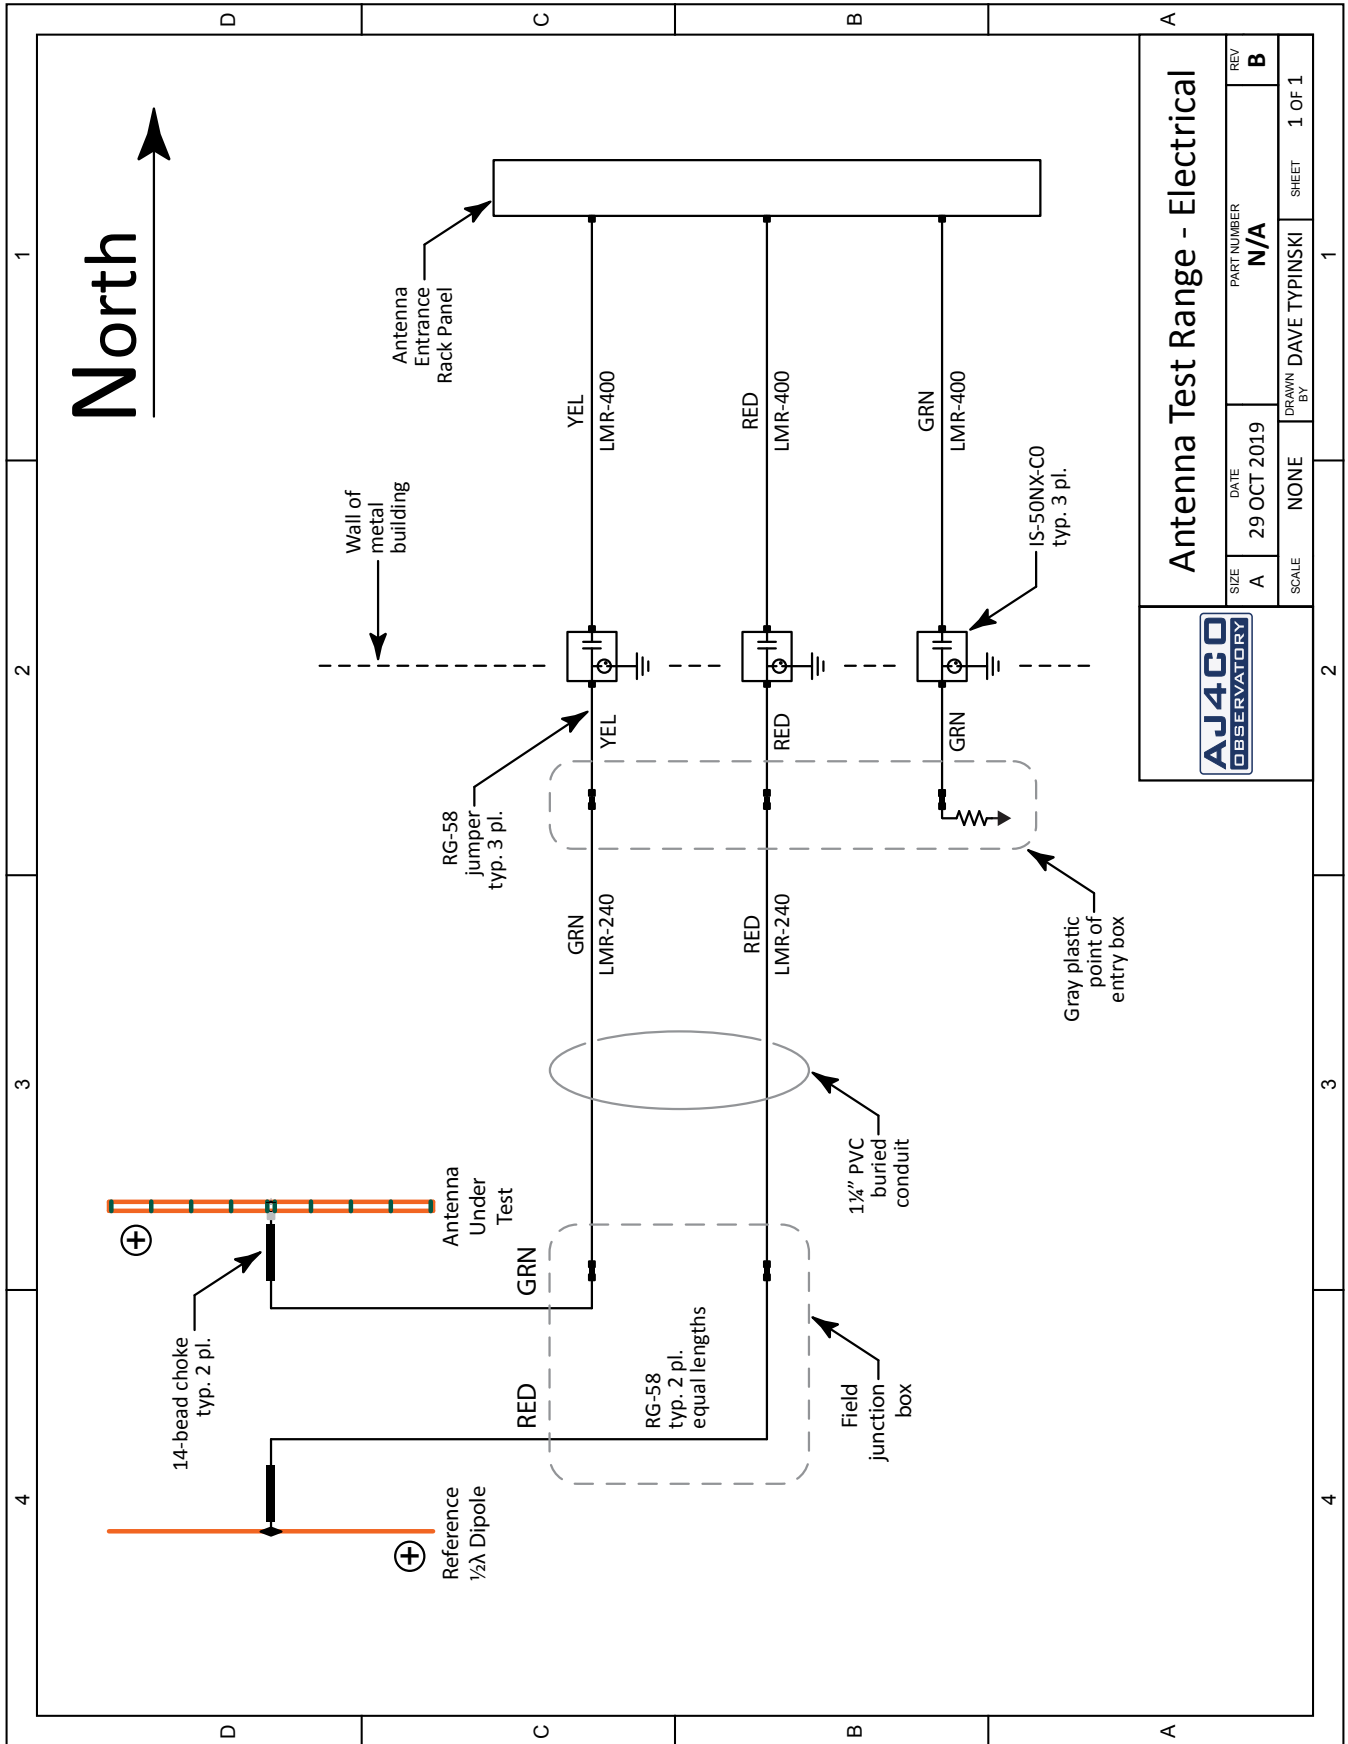 4
3
2
1
D
C
B
A
D
C
B
A
4
3
2
1
North
14-bead choke
typ. 2 pl.
Reference
½λ Dipole
Antenna
Under
Test
RED
GRN
RG-58
typ. 2 pl.
equal lengths
Field
junction
box
1¼” PVC
buried
conduit
GRN
LMR-240
RED
LMR-240
Gray plastic
point of
entry box
RG-58
jumper
typ. 3 pl.
YEL
RED
GRN
Wall of
metal
building
IS-50NX-C0
typ. 3 pl.
YEL
LMR-400
RED
LMR-400
GRN
LMR-400
Antenna
Entrance
Rack Panel
AJ4CO
OBSERVATORY
Antenna Test Range - Electrical
SIZE
A
DATE
29 OCT 2019
PART NUMBER
N/A
REV
B
SCALE NONE
DRAWN BY DAVE TYPINSKI
SHEET 1 OF 1